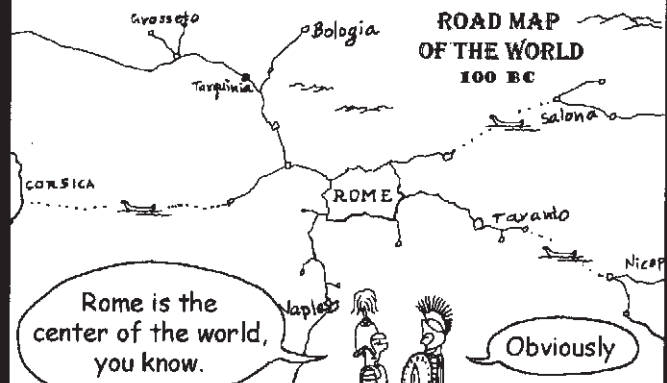 Grosseto
Bologia
ROAD MAP
OF THE WORLD
100 BC
Tarquinia
Salona
CORSICA
ROME
Taranto
Nicop
Naples
Rome is the
center of the world,
you know.
Obviously